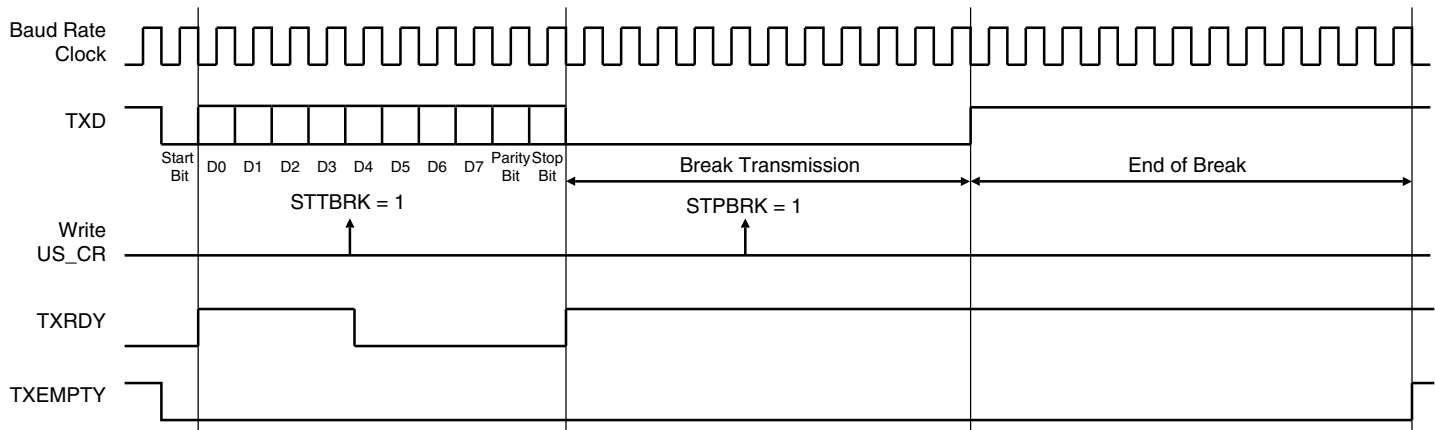 Baud Rate
Clock
TXD
Start
Bit
D0 D1 D2 D3 D4 D5 D6 D7
Parity
Bit
Stop
Bit
Break Transmission
End of Break
STTBRK = 1
STPBRK = 1
Write
US_CR
TXRDY
TXEMPTY